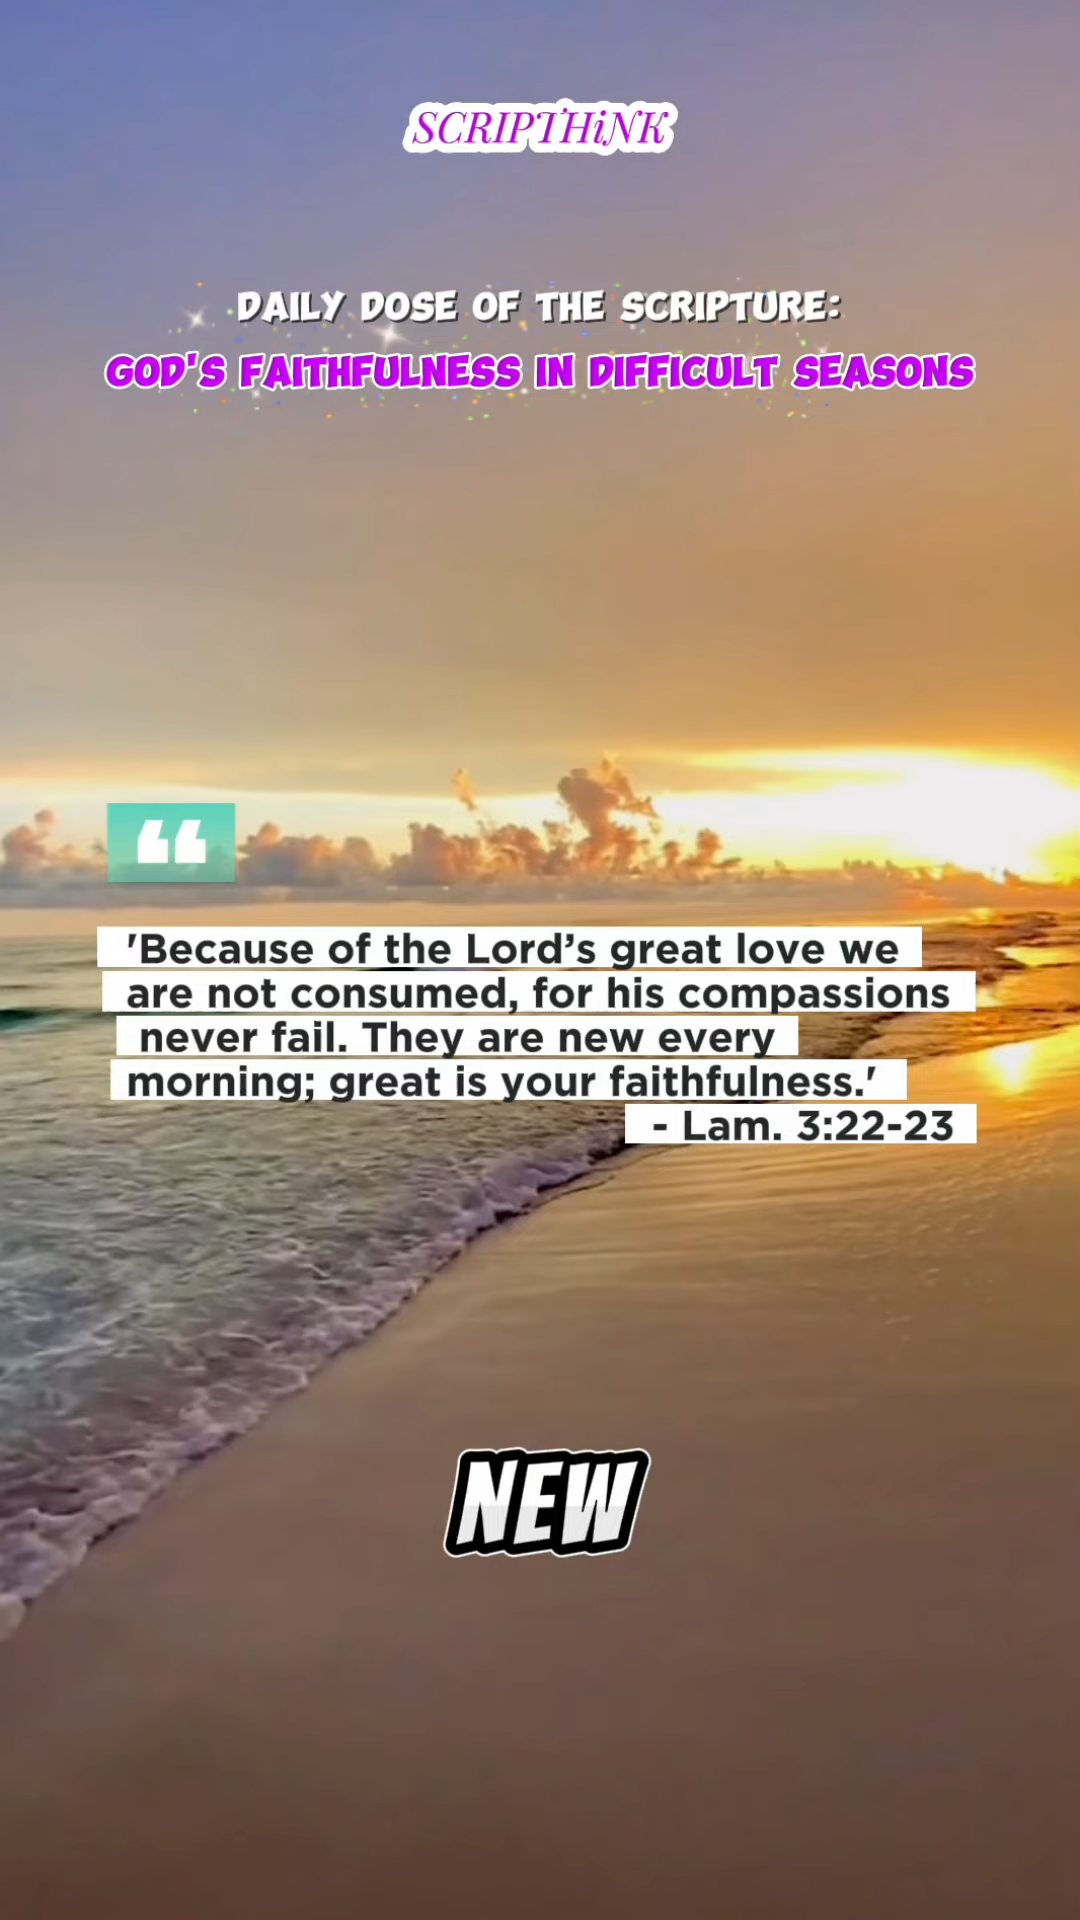 SCRIPTHiNK
DAILY DOSE OF THE SCRIPTURE:
GOD'S FAITHFULNESS IN DIFFICULT SEASONS
“
'Because of the Lord’s great love we
are not consumed, for his compassions
never fail. They are new every
morning; great is your faithfulness.'
- Lam. 3:22-23
NEW